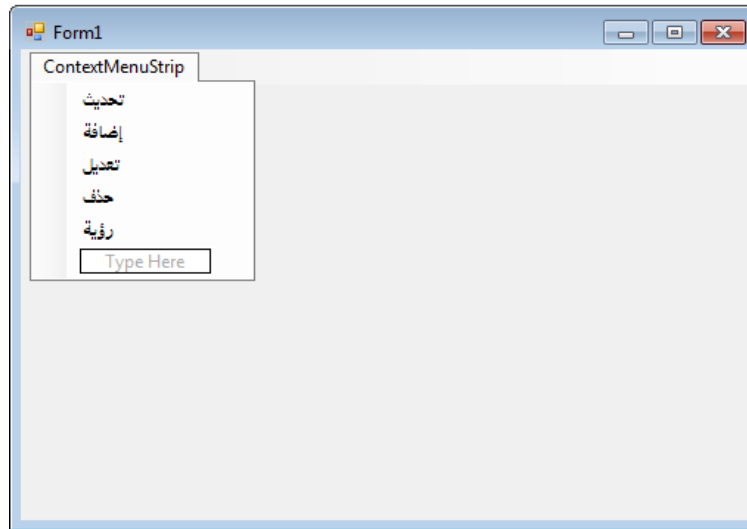 Form1
ContextMenuStrip
تحديث
إضافة
تعديل
حذف
رؤية
Type Here